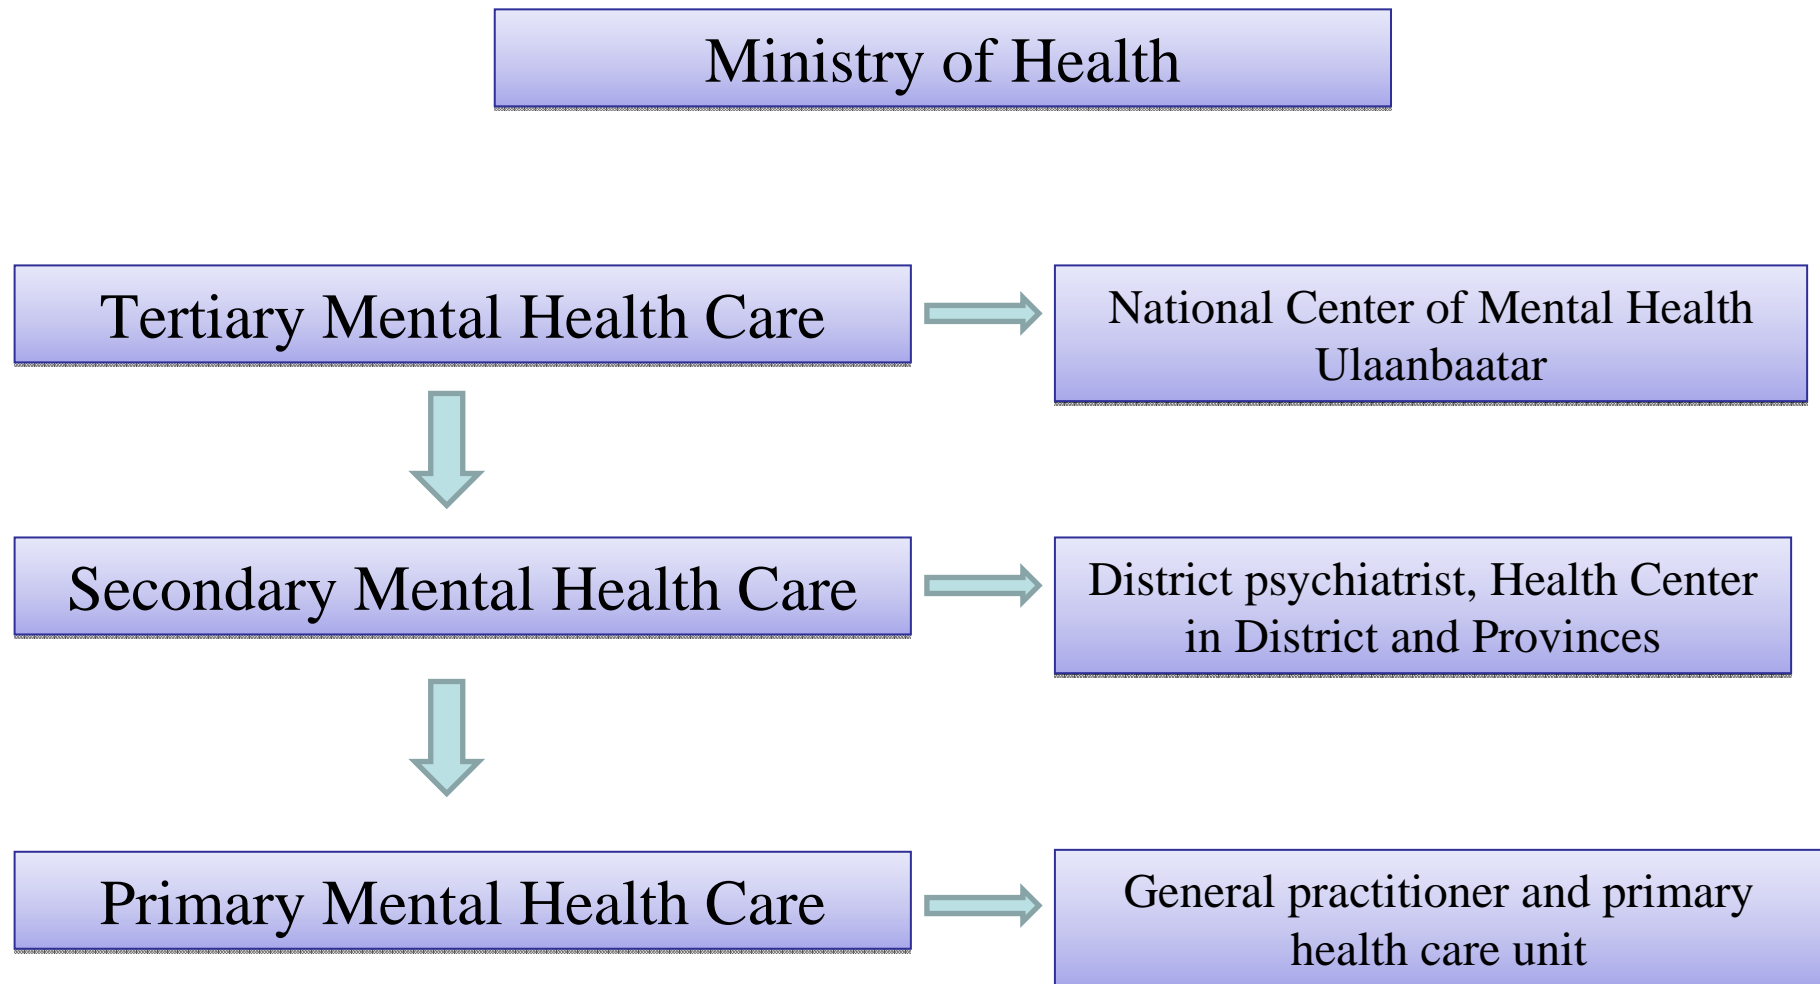 Ministry of Health
Tertiary Mental Health Care
National Center of Mental Health
Ulaanbaatar
Secondary Mental Health Care
District psychiatrist, Health Center
in District and Provinces
Primary Mental Health Care
General practitioner and primary
health care unit